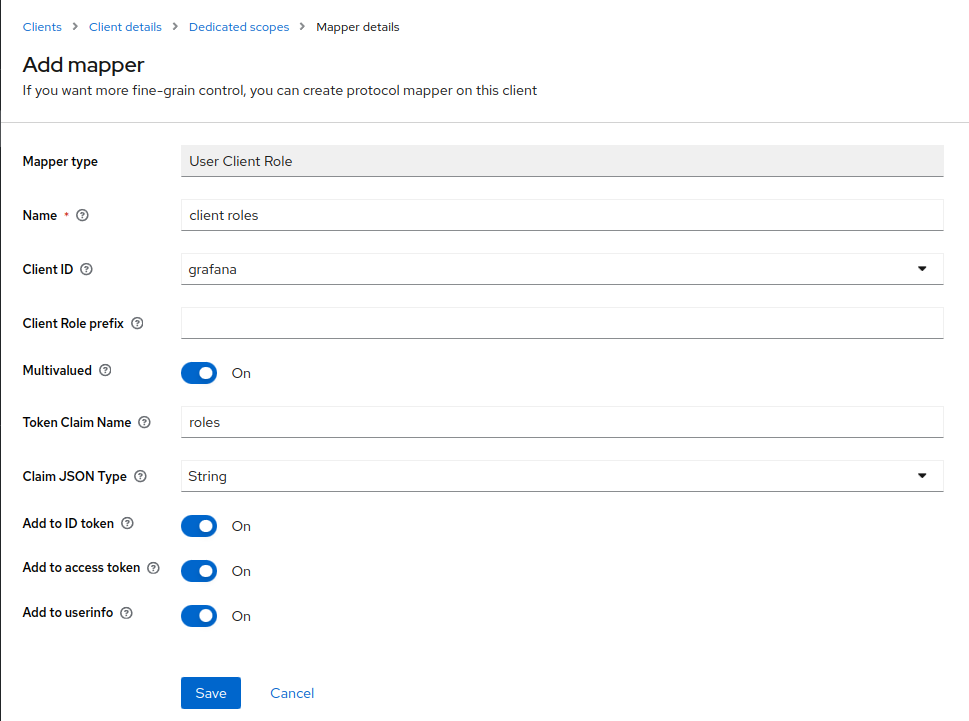 Clients > Client details > Dedicated scopes > Mapper details
Add mapper
If you want more fine-grain control, you can create protocol mapper on this client
Mapper type User Client Role
Name * client roles
Client ID grafana
Client Role prefix
Multivalued On
Token Claim Name roles
Claim JSON Type String
Add to ID token On
Add to access token On
Add to userinfo On
Save Cancel